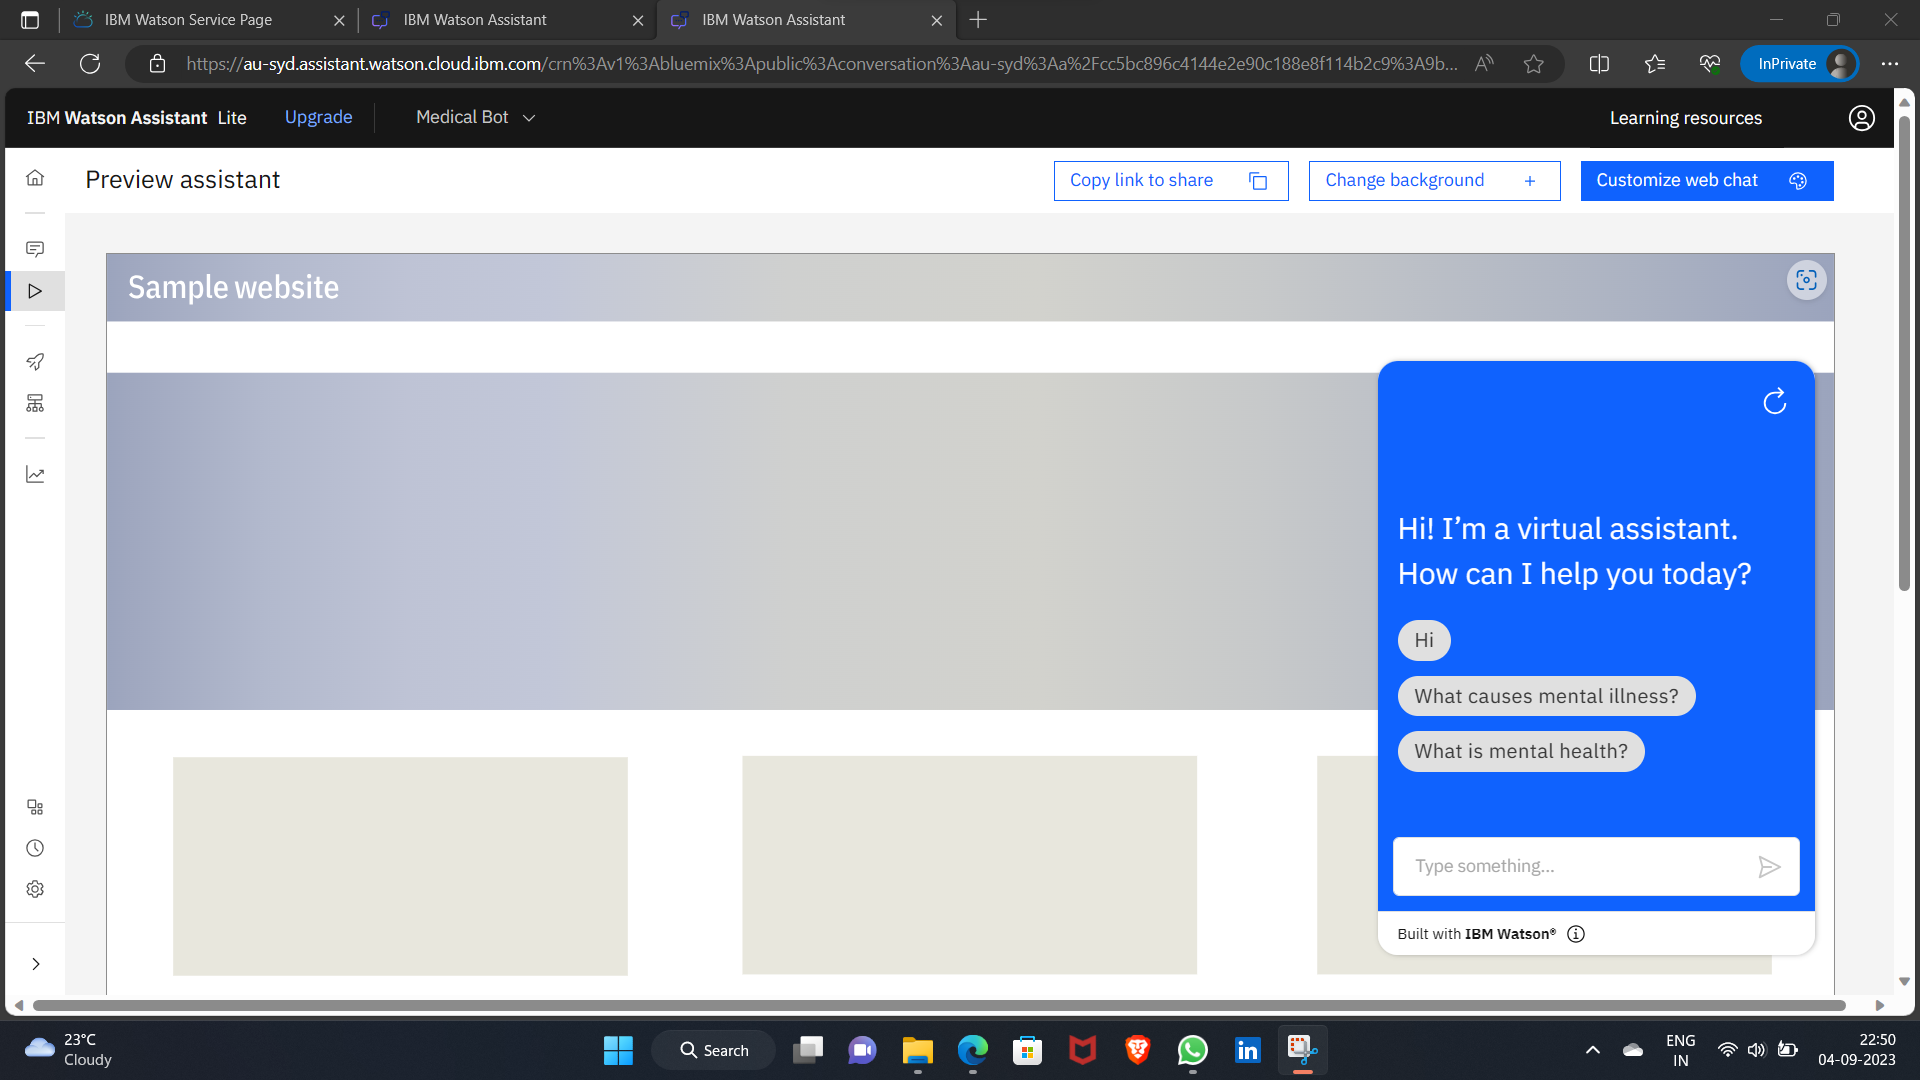 IBM Watson Service Page
IBM Watson Assistant
IBM Watson Assistant
https://au-syd.assistant.watson.cloud.ibm.com/crn%3Av1%3Abluemix%3Apublic%3Aconversation%3Aau-syd%3Aa%2Fcc5bc896c4144e2e90c188e8f114b2c9%3A9b...
InPrivate
IBM Watson Assistant Lite
Upgrade
Medical Bot
Learning resources
Preview assistant
Copy link to share
Change background
Customize web chat
Sample website
Hi! I’m a virtual assistant.
How can I help you today?
Hi
What causes mental illness?
What is mental health?
Type something...
Built with IBM Watson®
23°C
Cloudy
Search
ENG
IN
22:50
04-09-2023